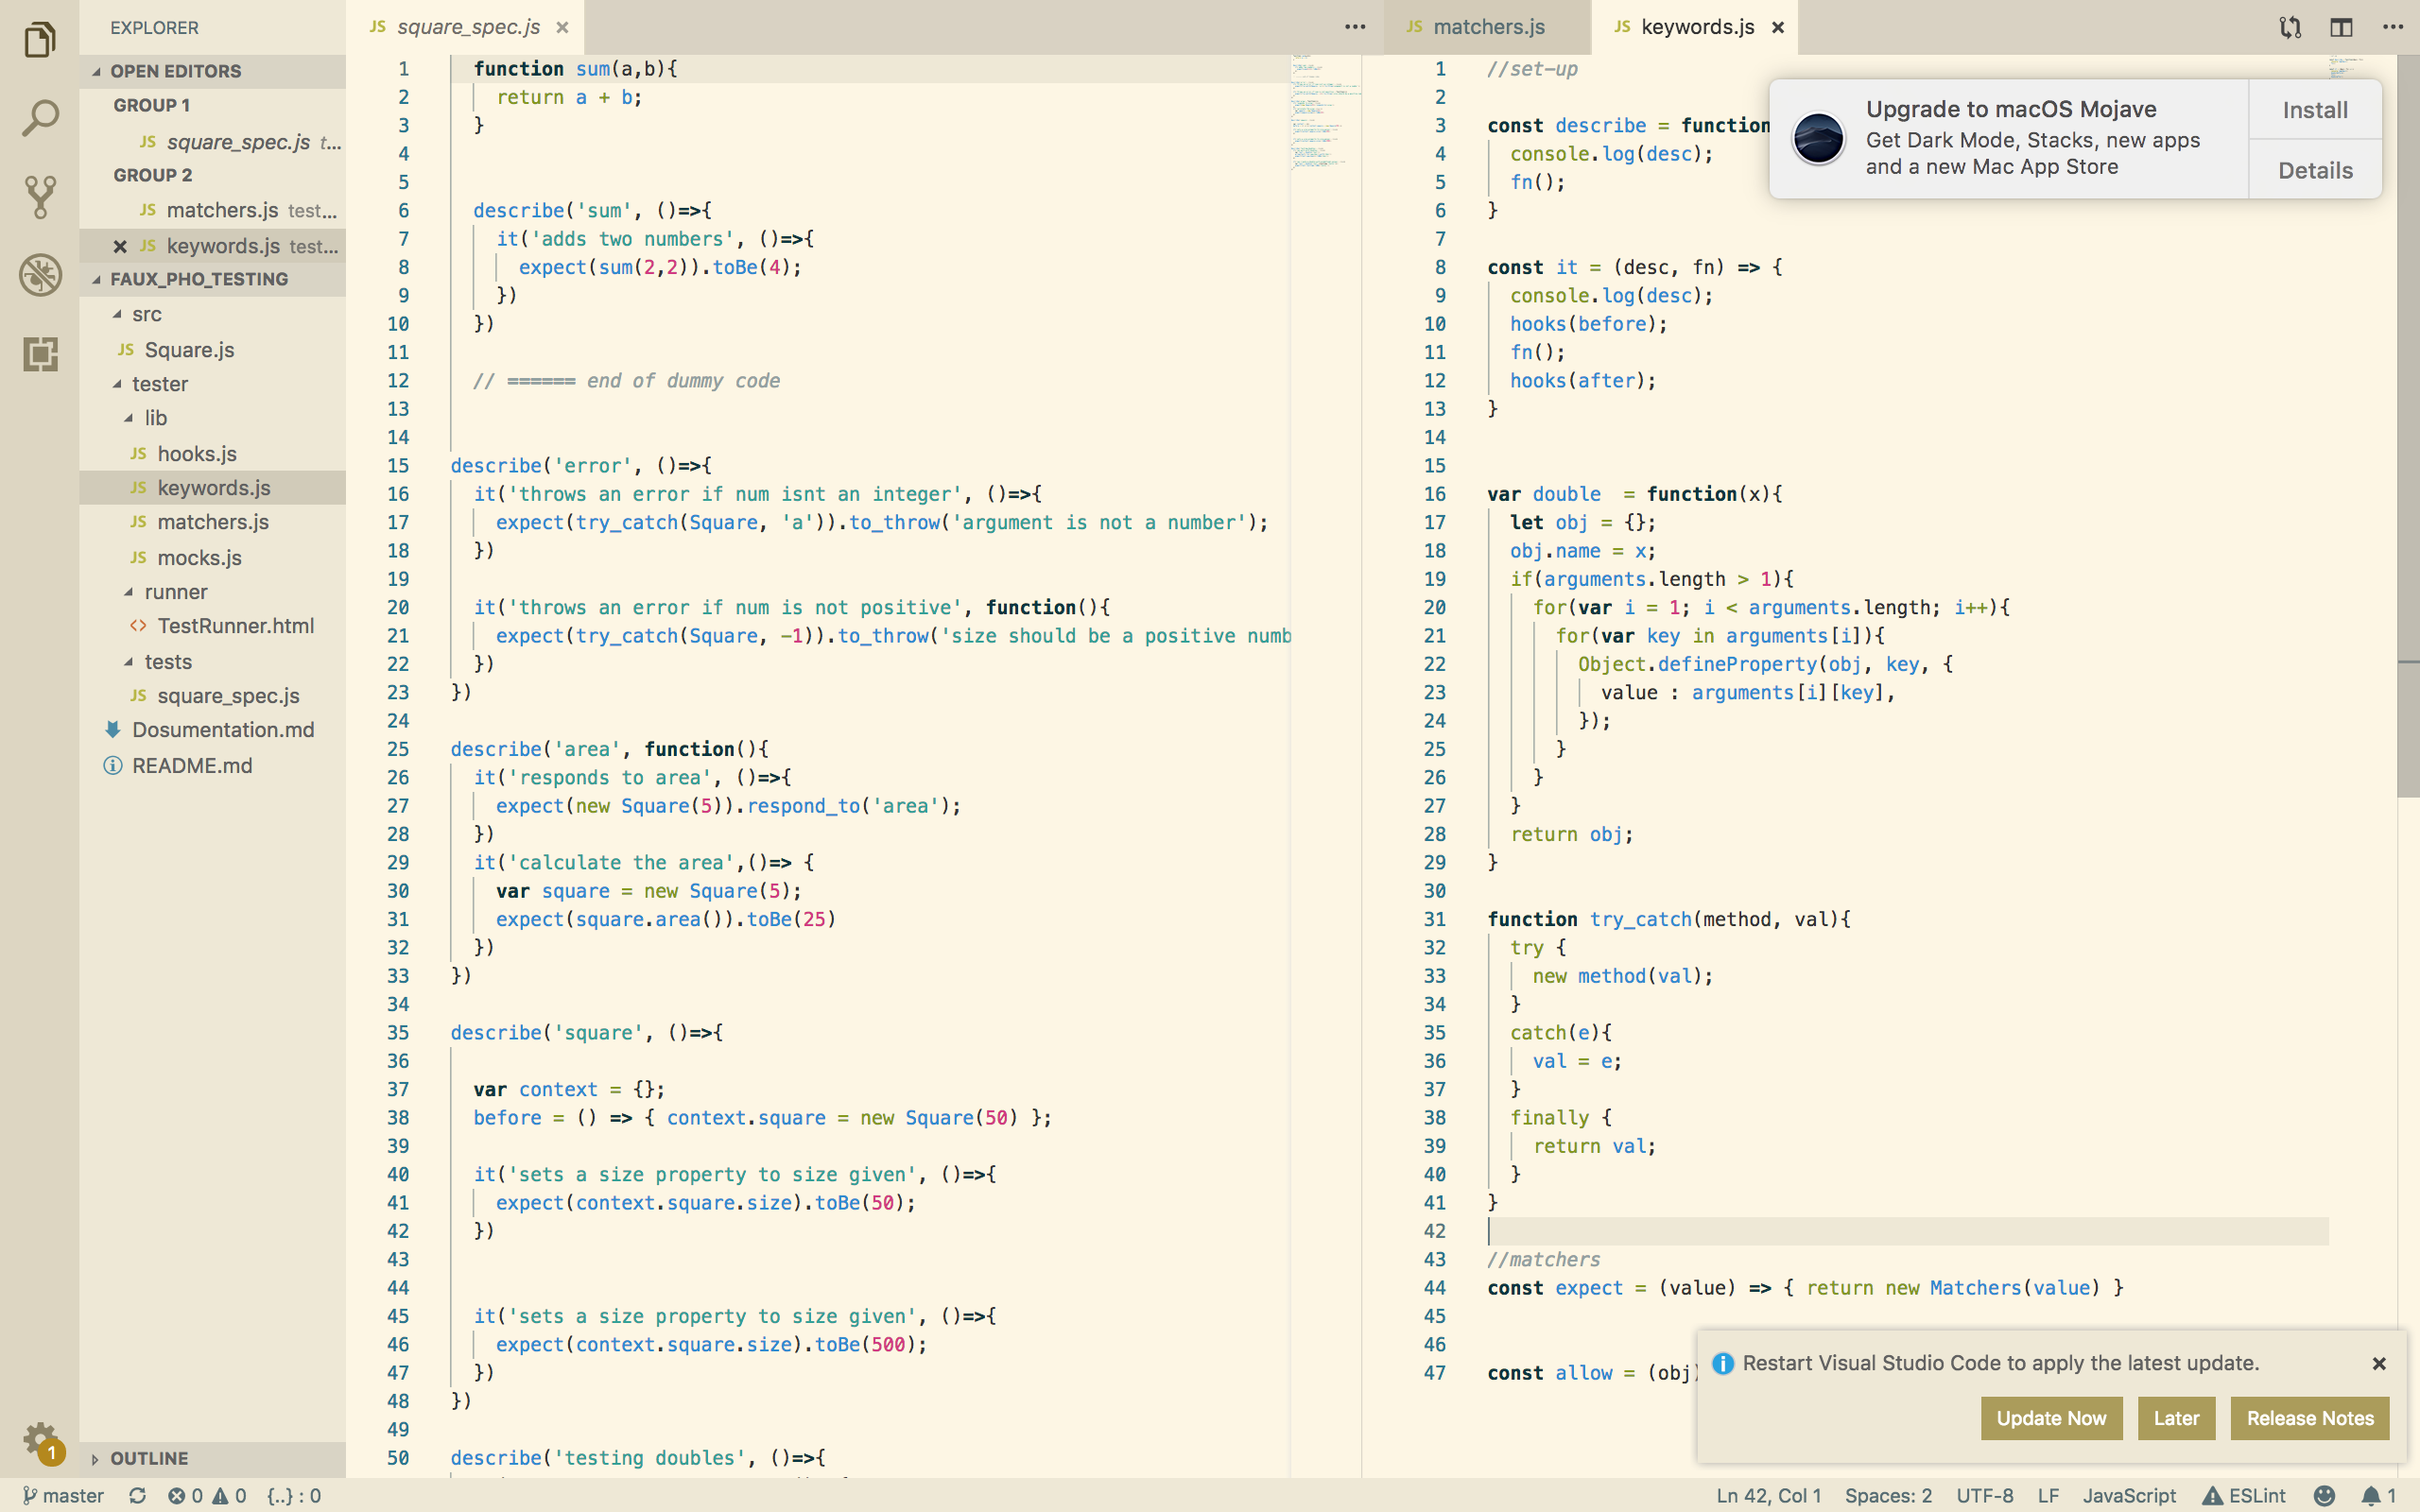 EXPLORER
OPEN EDITORS
GROUP 1
JS square_spec.js t...
GROUP 2
JS matchers.js test...
JS keywords.js test...
FAUX_PHO_TESTING
src
JS Square.js
tester
lib
JS hooks.js
JS keywords.js
JS matchers.js
JS mocks.js
runner
<> TestRunner.html
tests
JS square_spec.js
Dosumentation.md
README.md
OUTLINE
1
JS square_spec.js
1 function sum(a,b){
2 return a + b;
3 }
4
5
6 describe('sum', ()=>{
7 it('adds two numbers', ()=>{
8 expect(sum(2,2)).toBe(4);
9 })
10 })
11
12 // ====== end of dummy code
13
14
15 describe('error', ()=>{
16 it('throws an error if num isnt an integer', ()=>{
17 expect(try_catch(Square, 'a')).to_throw('argument is not a number');
18 })
19
20 it('throws an error if num is not positive', function(){
21 expect(try_catch(Square, -1)).to_throw('size should be a positive numb
22 })
23 })
24
25 describe('area', function(){
26 it('responds to area', ()=>{
27 expect(new Square(5)).respond_to('area');
28 })
29 it('calculate the area',()=> {
30 var square = new Square(5);
31 expect(square.area()).toBe(25)
32 })
33 })
34
35 describe('square', ()=>{
36
37 var context = {};
38 before = () => { context.square = new Square(50) };
39
40 it('sets a size property to size given', ()=>{
41 expect(context.square.size).toBe(50);
42 })
43
44
45 it('sets a size property to size given', ()=>{
46 expect(context.square.size).toBe(500);
47 })
48 })
49
50 describe('testing doubles', ()=>{
JS matchers.js
JS keywords.js
1 //set-up
2
3 const describe = function
4 console.log(desc);
5 fn();
6 }
7
8 const it = (desc, fn) => {
9 console.log(desc);
10 hooks(before);
11 fn();
12 hooks(after);
13 }
14
15
16 var double  = function(x){
17 let obj = {};
18 obj.name = x;
19 if(arguments.length > 1){
20 for(var i = 1; i < arguments.length; i++){
21 for(var key in arguments[i]){
22 Object.defineProperty(obj, key, {
23 value : arguments[i][key],
24 });
25 }
26 }
27 }
28 return obj;
29 }
30
31 function try_catch(method, val){
32 try {
33 new method(val);
34 }
35 catch(e){
36 val = e;
37 }
38 finally {
39 return val;
40 }
41 }
42
43 //matchers
44 const expect = (value) => { return new Matchers(value) }
45
46
47 const allow = (obj)
Upgrade to macOS Mojave
Get Dark Mode, Stacks, new apps
and a new Mac App Store
Install
Details
Restart Visual Studio Code to apply the latest update.
Update Now
Later
Release Notes
master 0 0 {..} : 0
Ln 42, Col 1 Spaces: 2 UTF-8 LF JavaScript ESLint 1